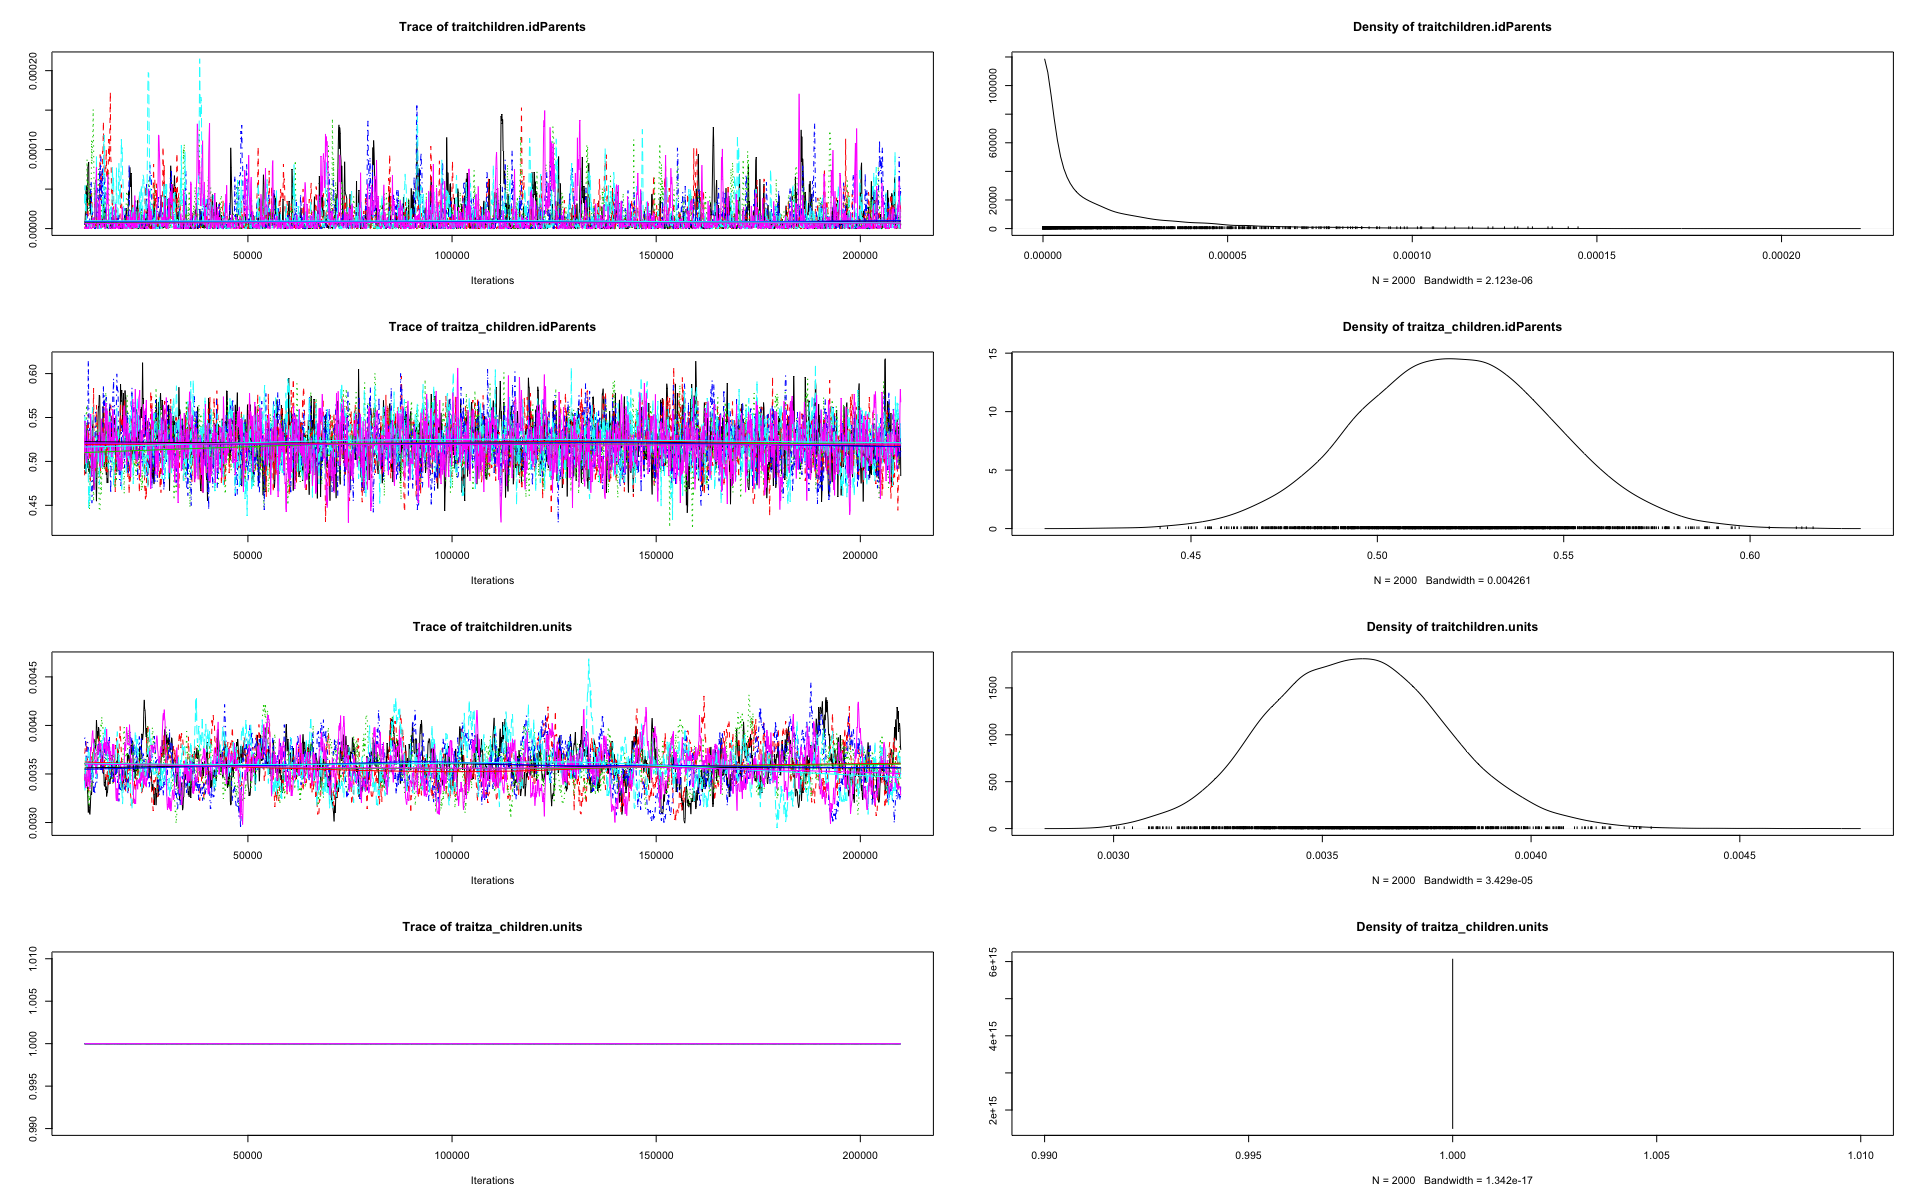 Trace of traitchildren.idParents
0.00000 0.00010 0.00020
50000 100000 150000 200000
Iterations
Density of traitchildren.idParents
0 20000 60000 100000
0.00000 0.00005 0.00010 0.00015 0.00020
N = 2000 Bandwidth = 2.123e-06
Trace of traitza_children.idParents
0.45 0.50 0.55 0.60
50000 100000 150000 200000
Iterations
Density of traitza_children.idParents
0 5 10 15
0.45 0.50 0.55 0.60
N = 2000 Bandwidth = 0.004261
Trace of traitchildren.units
0.0030 0.0035 0.0040 0.0045
50000 100000 150000 200000
Iterations
Density of traitchildren.units
0 500 1000 1500
0.0030 0.0035 0.0040 0.0045
N = 2000 Bandwidth = 3.429e-05
Trace of traitza_children.units
0.990 0.995 1.000 1.005 1.010
50000 100000 150000 200000
Iterations
Density of traitza_children.units
2e+15 4e+15 6e+15
0.990 0.995 1.000 1.005 1.010
N = 2000 Bandwidth = 1.342e-17